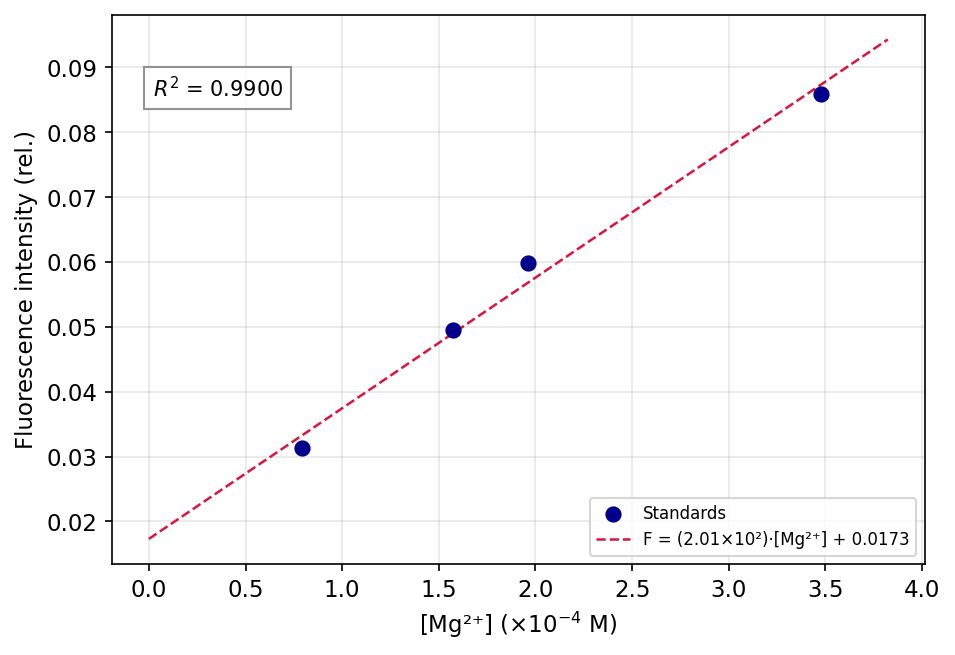 0.09
0.08
0.07
0.06
0.05
0.04
0.03
0.02
Fluorescence intensity (rel.)
R² = 0.9900
Standards
F = (2.01×10²)·[Mg²⁺] + 0.0173
0.0 0.5 1.0 1.5 2.0 2.5 3.0 3.5 4.0
[Mg²⁺] (×10⁻⁴ M)